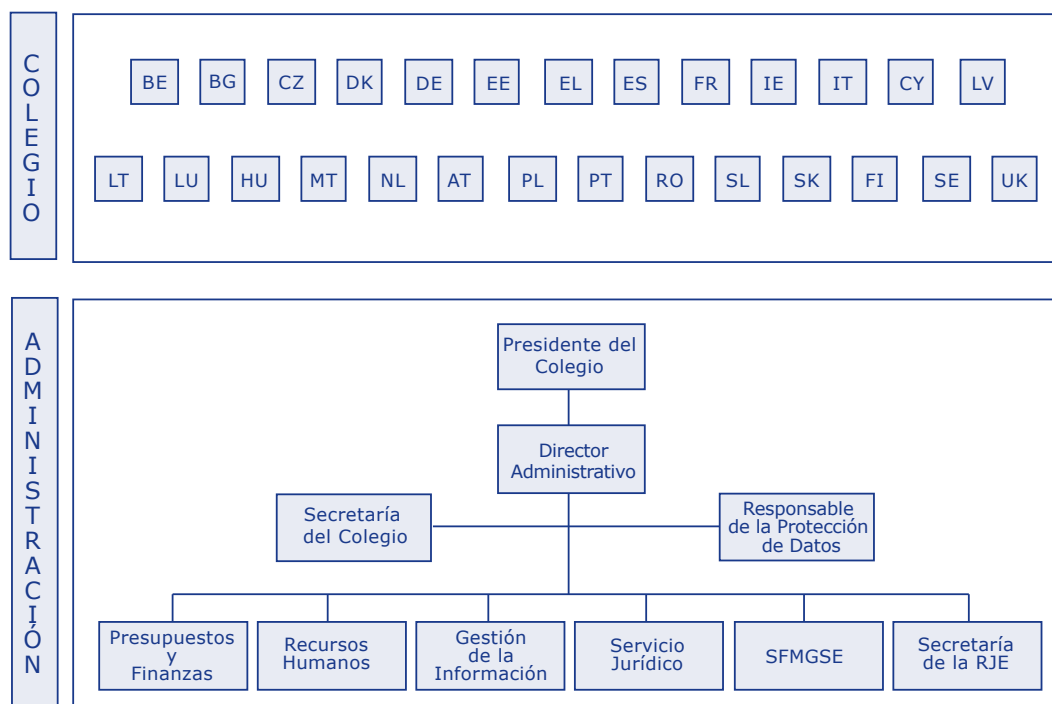 COLEGIO
BE BG CZ DK DE EE EL ES FR IE IT CY LV
LT LU HU MT NL AT PL PT RO SL SK FI SE UK
ADMINISTRACIÓN
Presidente del
Colegio
Director
Administrativo
Secretaría
del Colegio
Responsable
de la Protección
de Datos
Presupuestos
y
Finanzas
Recursos
Humanos
Gestión
de la
Información
Servicio
Jurídico
SFMGSE
Secretaría
de la RJE